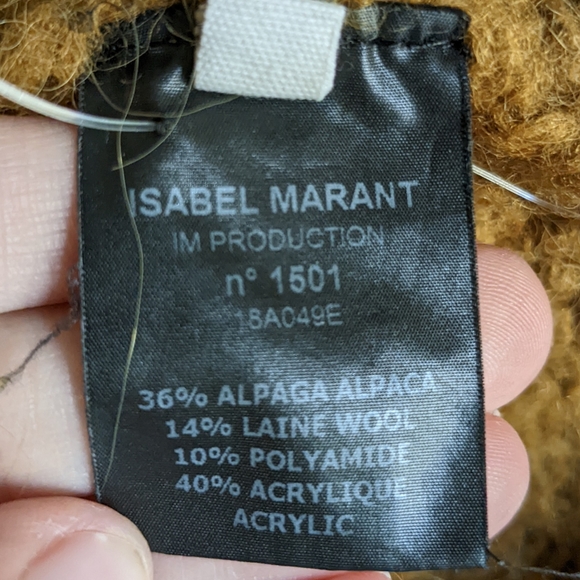 ISABEL MARANT
IM PRODUCTION
n° 1501
18A049E
36% ALPAGA ALPACA
14% LAINE WOOL
10% POLYAMIDE
40% ACRYLIQUE
ACRYLIC